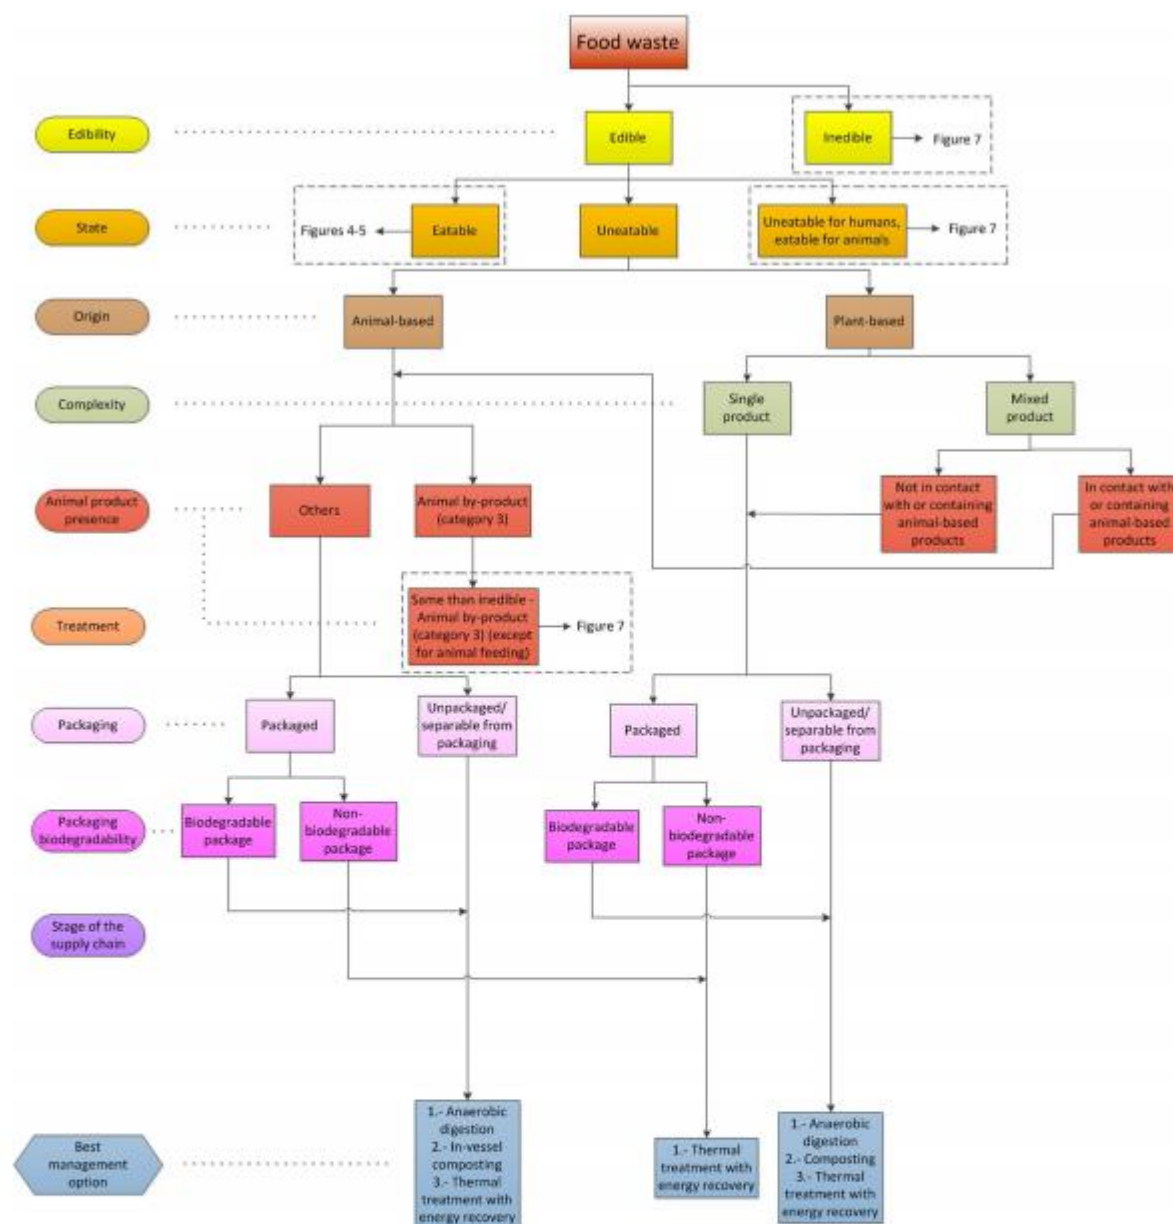 Food waste
Edibility
Edible
Inedible
Figure 7
State
Figures 4-5
Eatable
Uneatable
Uneatable for humans,
eatable for animals
Figure 7
Origin
Animal-based
Plant-based
Complexity
Single
product
Mixed
product
Animal product
presence
Others
Animal by-product
(category 3)
Not in contact
with or containing
animal-based
products
In contact with
or containing
animal-based
products
Treatment
Same than inedible -
Animal by-product
(category 3) (except
for animal feeding)
Figure 7
Packaging
Packaged
Unpackaged/
separable from
packaging
Packaged
Unpackaged/
separable from
packaging
Packaging
biodegradability
Biodegradable
package
Non-
biodegradable
package
Biodegradable
package
Non-
biodegradable
package
Stage of the
supply chain
Best
management
option
1.- Anaerobic
digestion
2.- In-vessel
composting
3.- Thermal
treatment with
energy recovery
1.- Thermal
treatment with
energy recovery
1.- Anaerobic
digestion
2.- Composting
3.- Thermal
treatment with
energy recovery